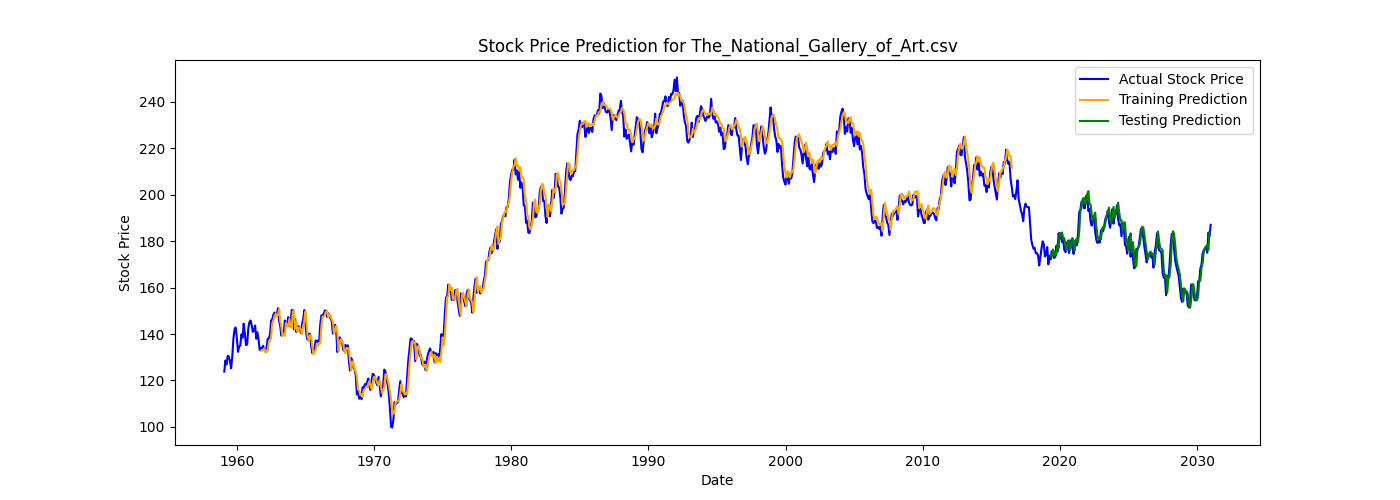 Stock Price Prediction for The_National_Gallery_of_Art.csv
Actual Stock Price
Training Prediction
Testing Prediction
Stock Price
240
220
200
180
160
140
120
100
1960 1970 1980 1990 2000 2010 2020 2030
Date